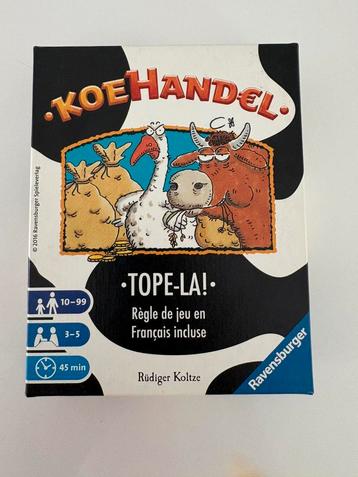 ·KOEHANDEL·
© 2016 Ravensburger Spieleverlag
·TOPE-LA!·
Règle de jeu en
Français incluse
10-99
3-5
45 min
Rüdiger Koltze
Ravensburger